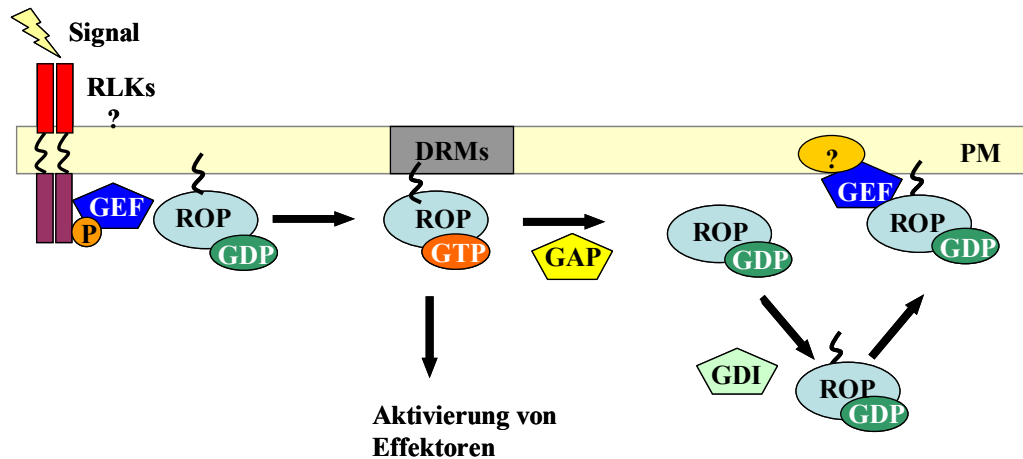 Signal
RLKs
?
DRMs
?
PM
GEF
P
ROP
GDP
ROP
GTP
GAP
ROP
GDP
GEF
ROP
GDP
GDI
ROP
GDP
Aktivierung von
Effektoren